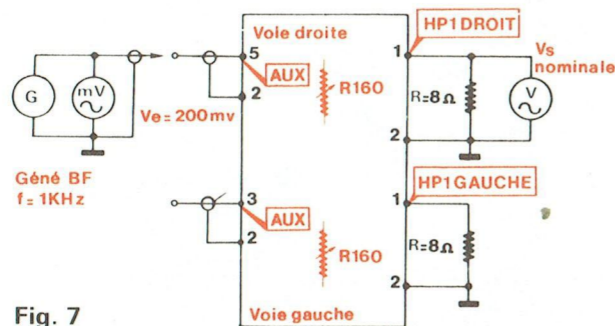 Voie droite
HP1 DROIT
5
1
Vs
nominale
G
mV
AUX
R160
2
R=8Ω
V
Ve=200mv
2
Géné BF
f=1KHz
3
1
HP1 GAUCHE
AUX
2
R160
R=8Ω
2
Fig. 7
Voie gauche